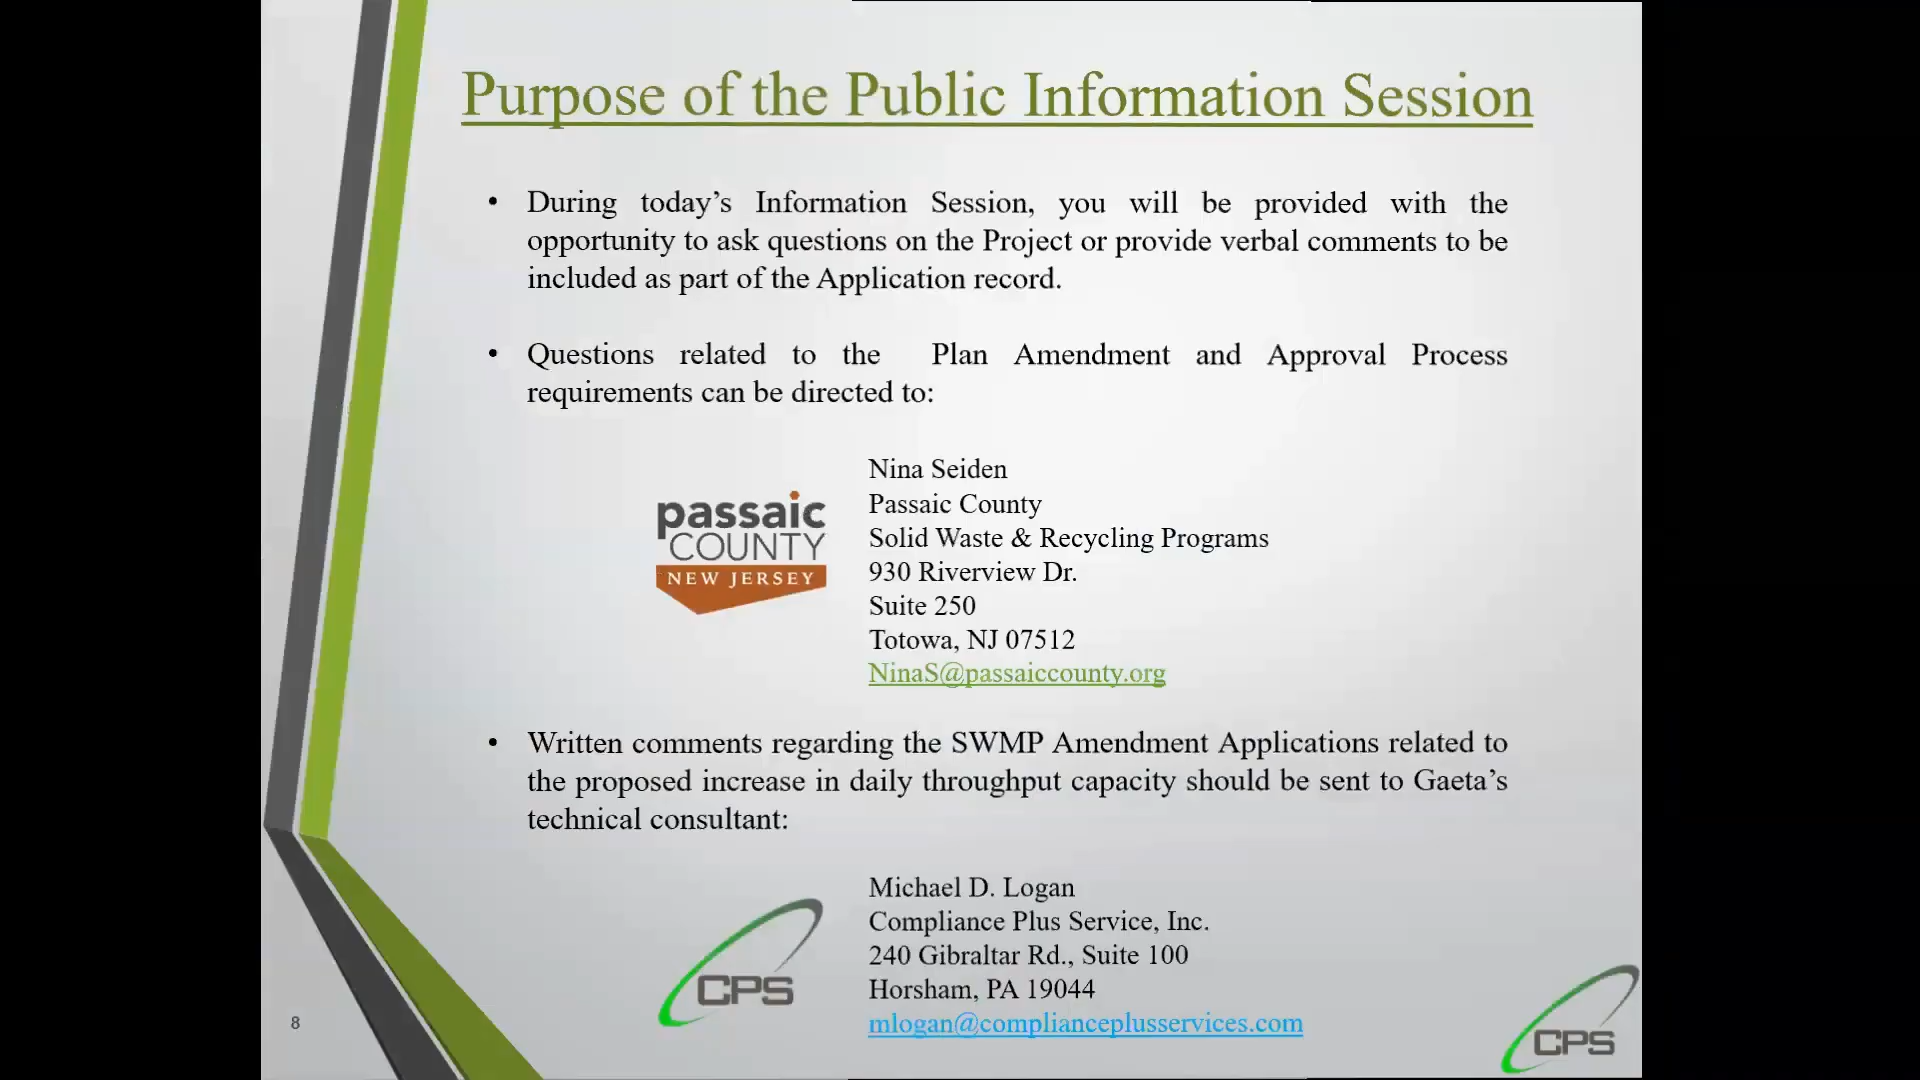 Purpose of the Public Information Session
• During today’s Information Session, you will be provided with the
opportunity to ask questions on the Project or provide verbal comments to be
included as part of the Application record.
• Questions related to the Plan Amendment and Approval Process
requirements can be directed to:
passaic
COUNTY
NEW JERSEY
Nina Seiden
Passaic County
Solid Waste & Recycling Programs
930 Riverview Dr.
Suite 250
Totowa, NJ 07512
NinaS@passaiccounty.org
• Written comments regarding the SWMP Amendment Applications related to
the proposed increase in daily throughput capacity should be sent to Gaeta’s
technical consultant:
CPS
Michael D. Logan
Compliance Plus Service, Inc.
240 Gibraltar Rd., Suite 100
Horsham, PA 19044
mlogan@complianceplusservices.com
8
CPS